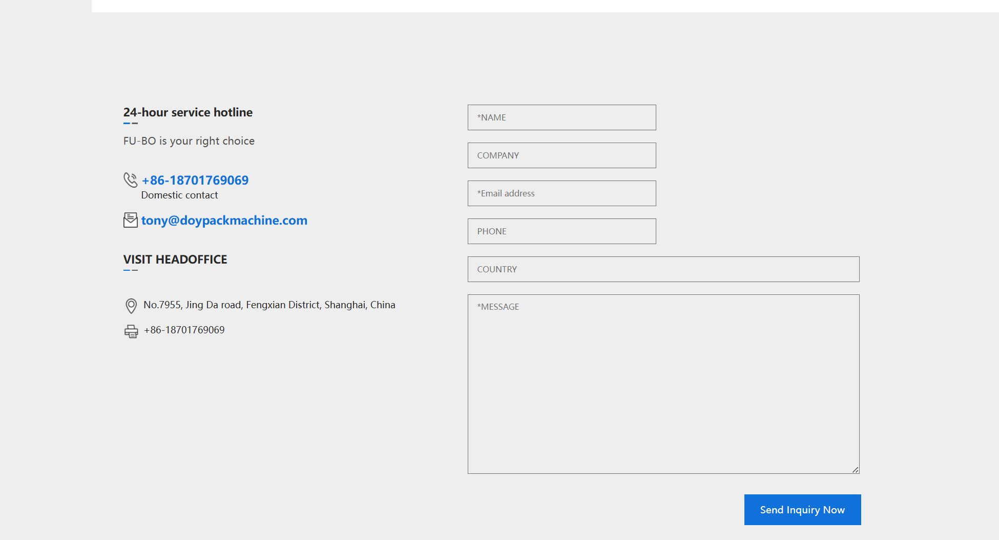 24-hour service hotline
FU-BO is your right choice
+86-18701769069
Domestic contact
tony@doypackmachine.com
VISIT HEADOFFICE
No.7955, Jing Da road, Fengxian District, Shanghai, China
+86-18701769069
*NAME
COMPANY
*Email address
PHONE
COUNTRY
*MESSAGE
Send Inquiry Now